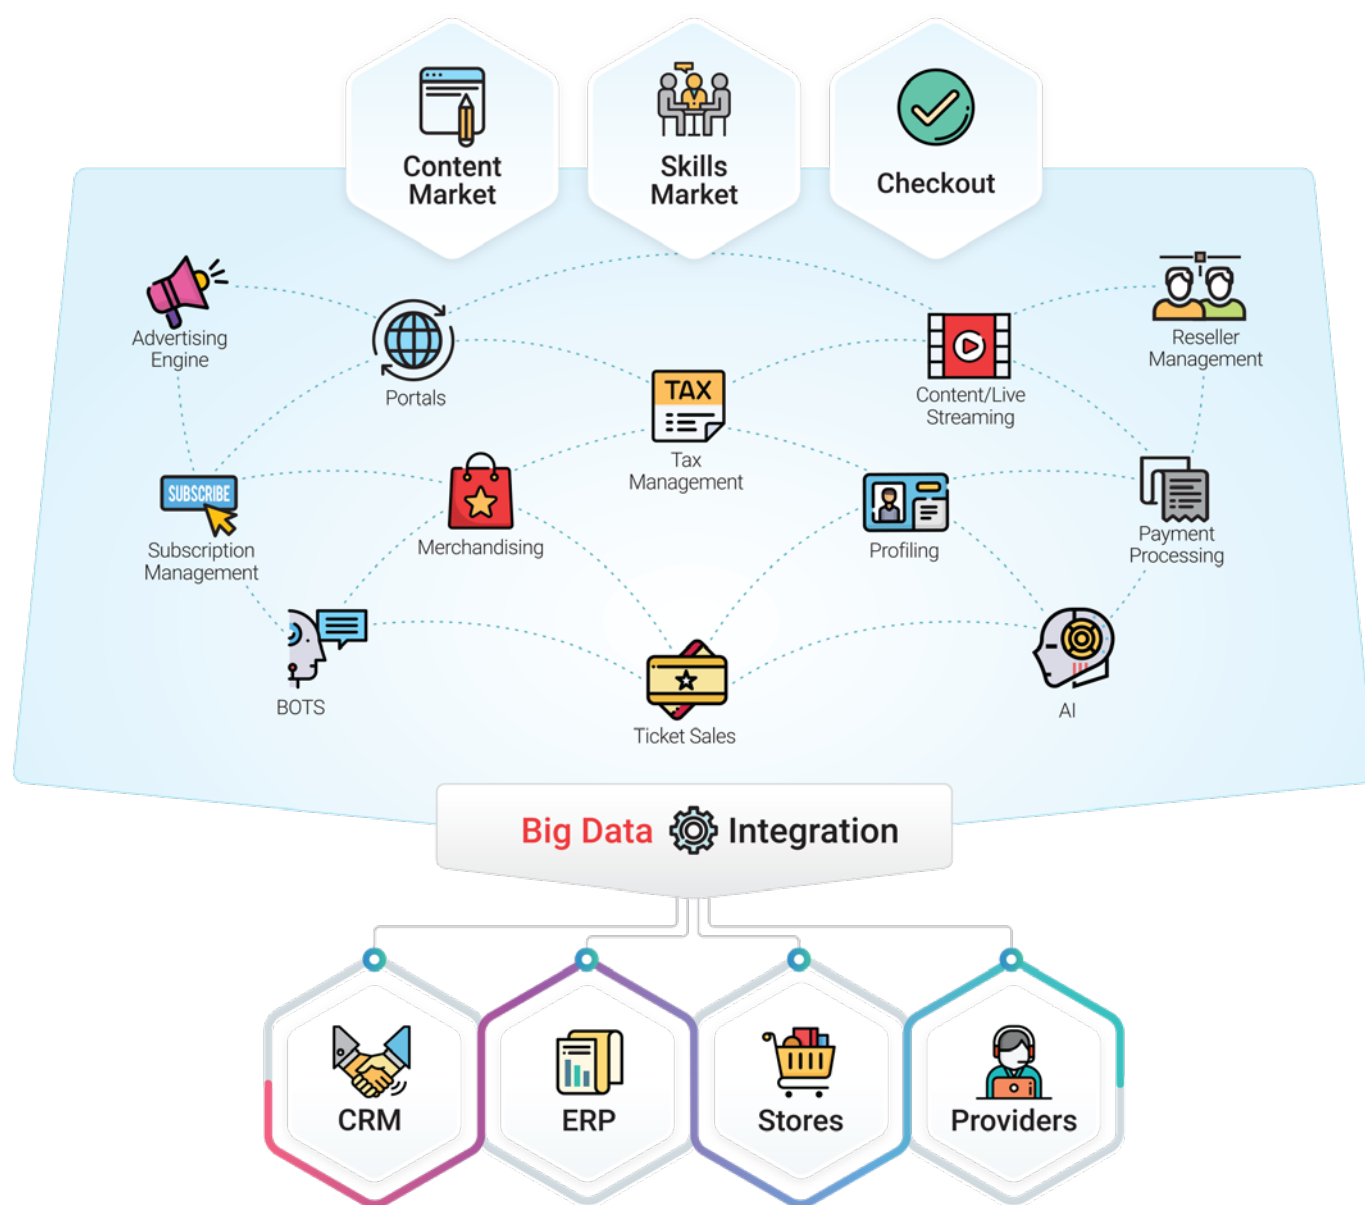 Content
Market
Skills
Market
Checkout
Advertising
Engine
Portals
TAX
Tax
Management
Content/Live
Streaming
Reseller
Management
SUBSCRIBE
Subscription
Management
Merchandising
Profiling
Payment
Processing
BOTS
Ticket Sales
AI
Big Data Integration
CRM
ERP
Stores
Providers